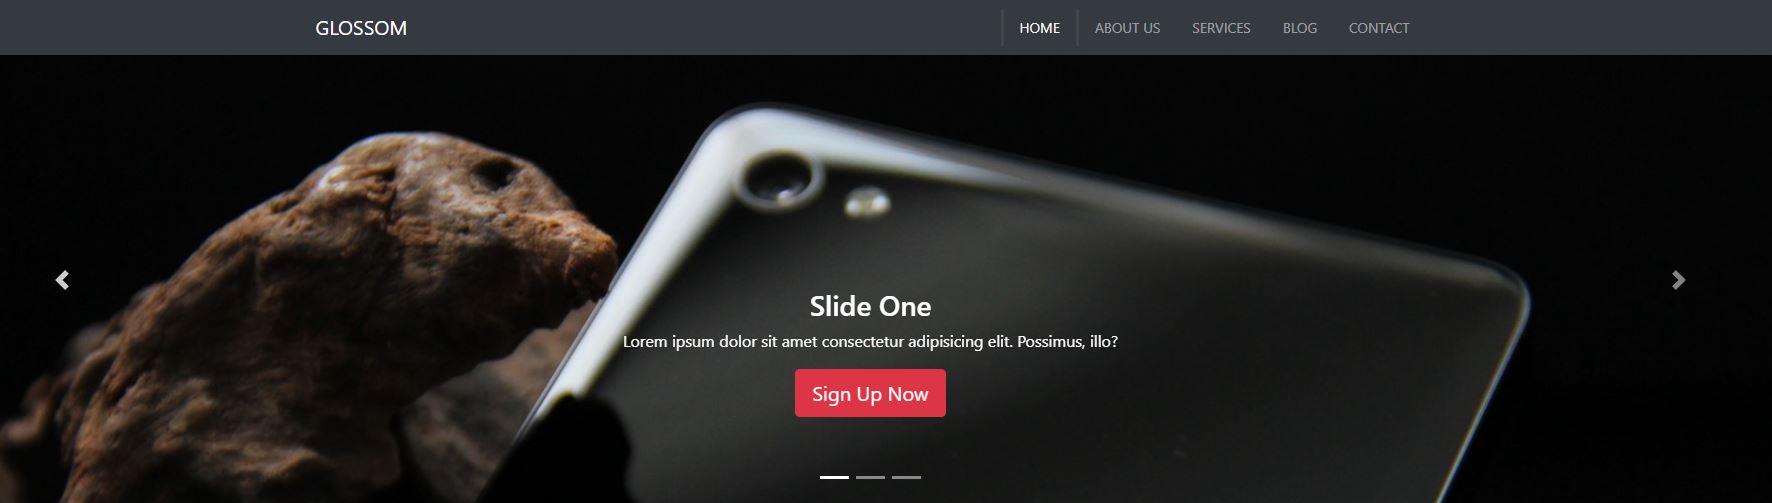 GLOSSOM
HOME ABOUT US SERVICES BLOG CONTACT
Slide One
Lorem ipsum dolor sit amet consectetur adipisicing elit. Possimus, illo?
Sign Up Now